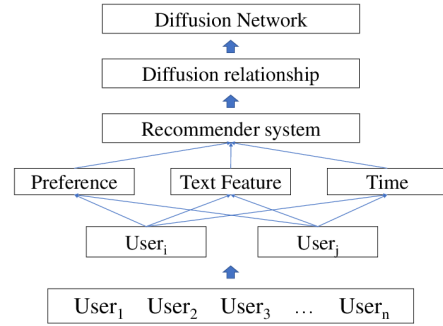 Diffusion Network
Diffusion relationship
Recommender system
Preference Text Feature Time
Userᵢ Userⱼ
User₁ User₂ User₃ … Userₙ